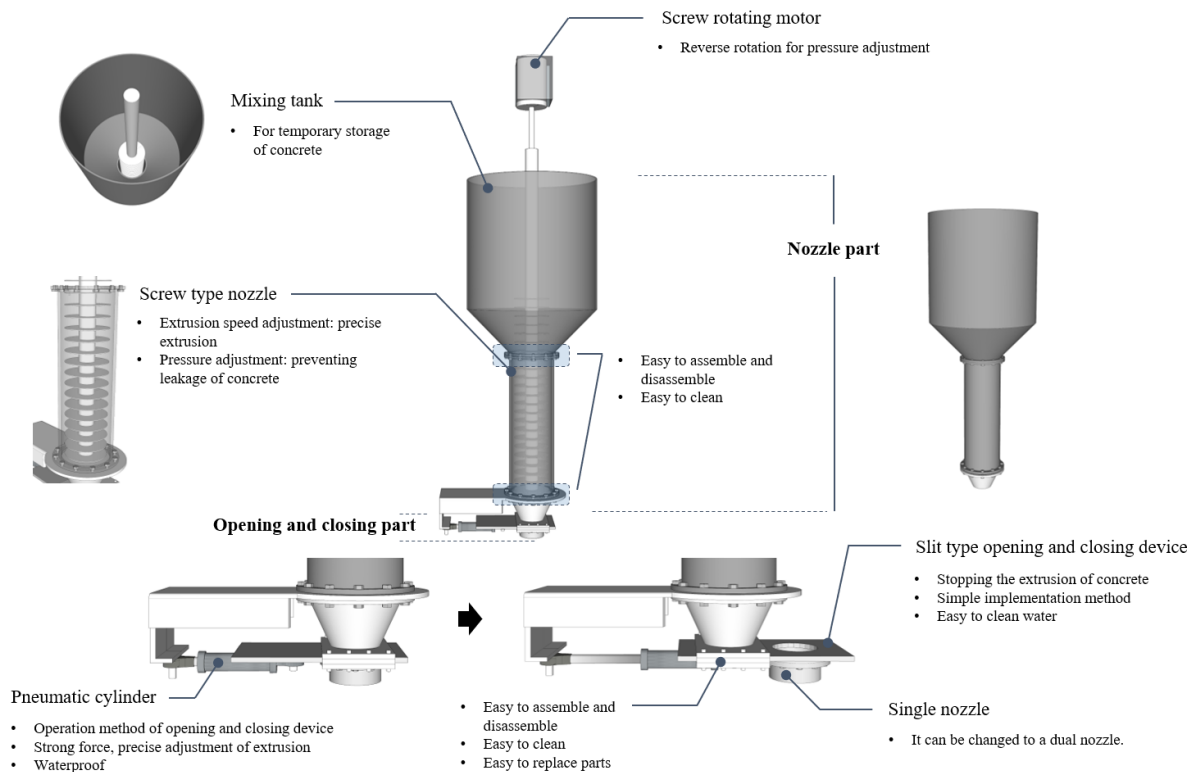 Screw rotating motor
• Reverse rotation for pressure adjustment
Mixing tank
• For temporary storage
of concrete
Nozzle part
Screw type nozzle
• Extrusion speed adjustment: precise
extrusion
• Pressure adjustment: preventing
leakage of concrete
• Easy to assemble and
disassemble
• Easy to clean
Opening and closing part
Slit type opening and closing device
• Stopping the extrusion of concrete
• Simple implementation method
• Easy to clean water
Pneumatic cylinder
• Operation method of opening and closing device
• Strong force, precise adjustment of extrusion
• Waterproof
• Easy to assemble and
disassemble
• Easy to clean
• Easy to replace parts
Single nozzle
• It can be changed to a dual nozzle.